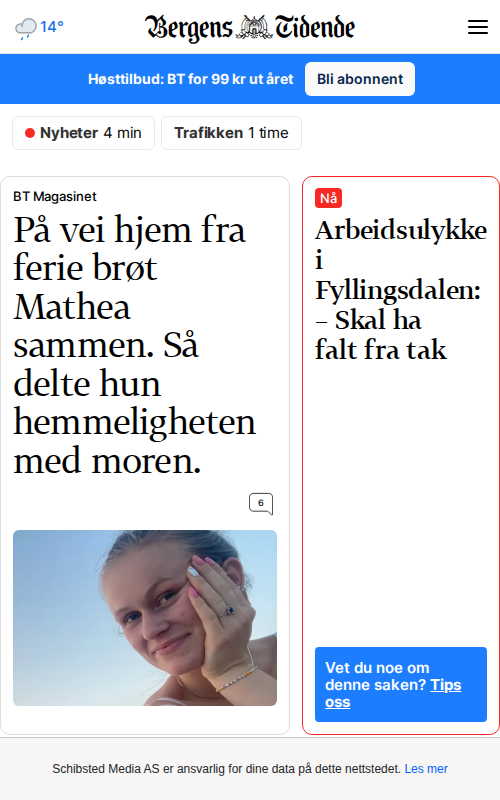 14°
Bergens Tidende
Høsttilbud: BT for 99 kr ut året
Bli abonnent
Nyheter 4 min
Trafikken 1 time
BT Magasinet
På vei hjem fra
ferie brøt
Mathea
sammen. Så
delte hun
hemmeligheten
med moren.
6
Nå
Arbeidsulykke
i
Fyllingsdalen:
– Skal ha
falt fra tak
Vet du noe om
denne saken? Tips
oss
Schibsted Media AS er ansvarlig for dine data på dette nettstedet. Les mer